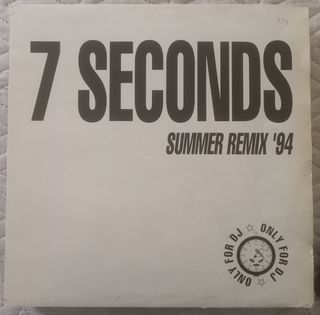 7 SECONDS
SUMMER REMIX '94
ONLY FOR DJ ☆ ONLY FOR DJ ☆